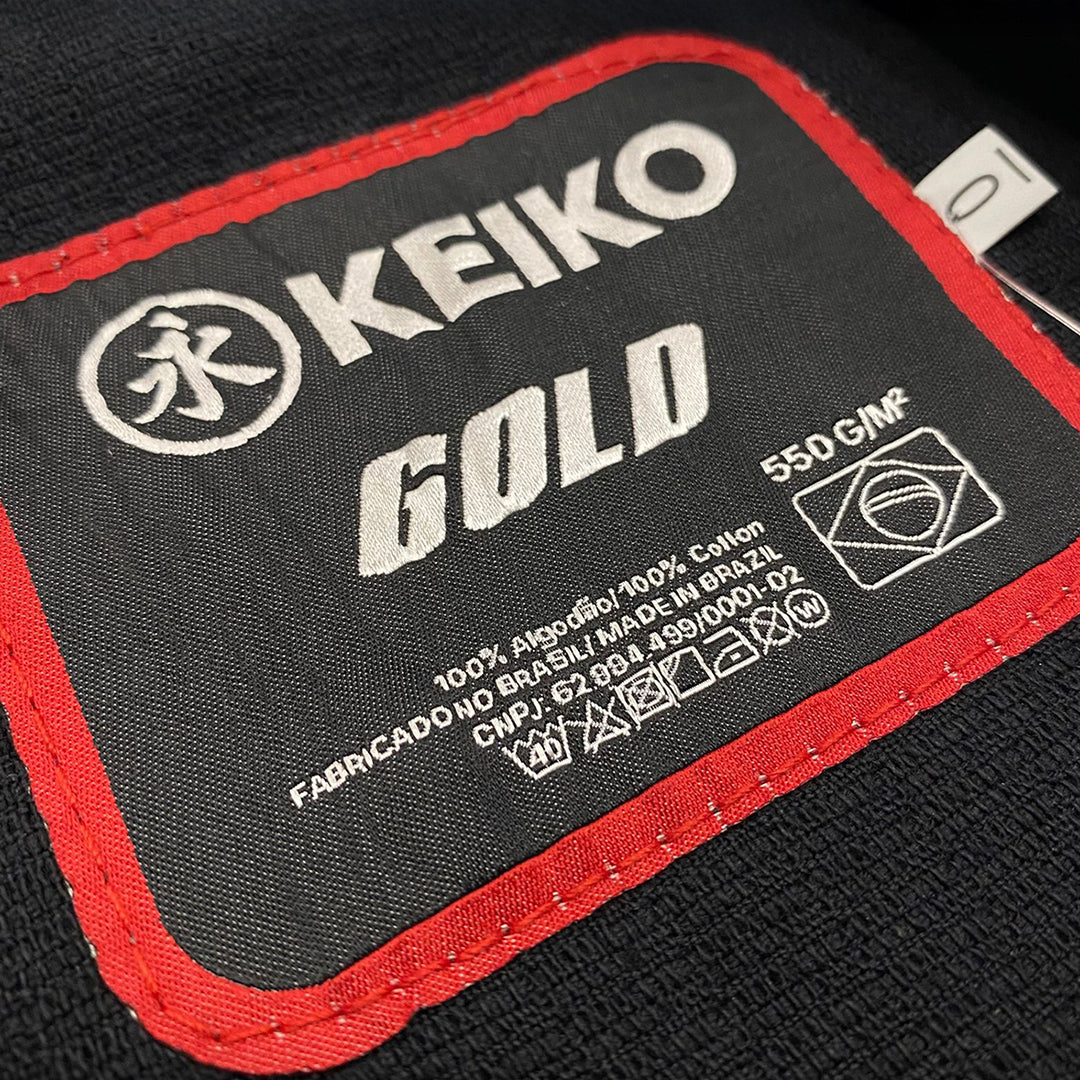 永 KEIKO
GOLD
550 G/M²
100% Algodão/100% Cotton
FABRICADO NO BRASIL/MADE IN BRAZIL
CNPJ: 62.994.499/0001-02
40 W